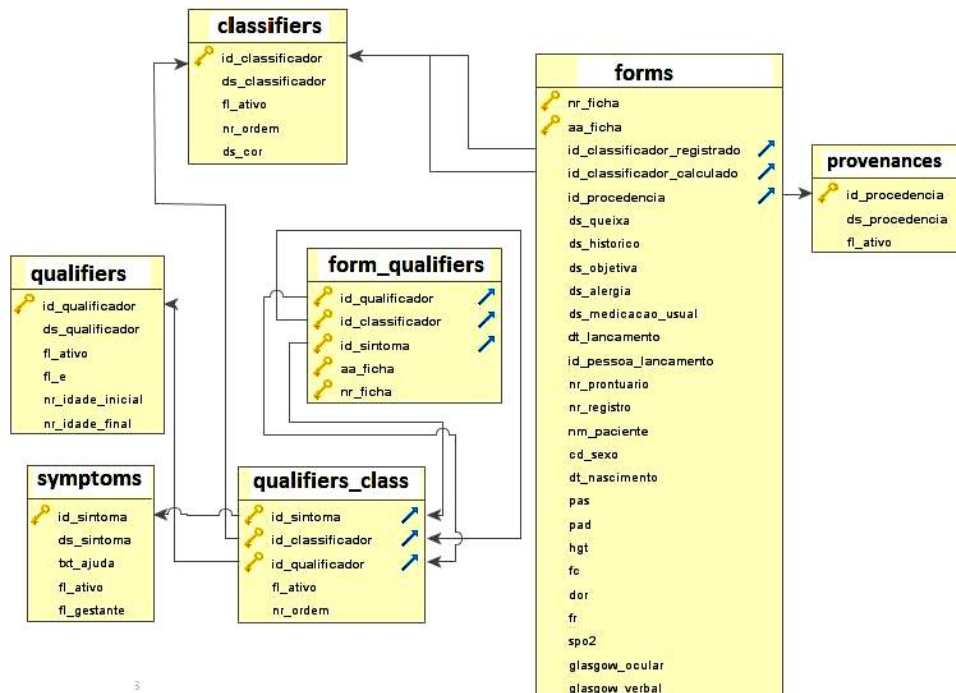 classifiers
id_classificador
ds_classificador
fl_ativo
nr_ordem
ds_cor
forms
nr_ficha
aa_ficha
id_classificador_registrado
id_classificador_calculado
id_procedencia
ds_queixa
ds_historico
ds_objetiva
ds_alergia
ds_medicacao_usual
dt_lancamento
id_pessoa_lancamento
nr_prontuario
nr_registro
nm_paciente
cd_sexo
dt_nascimento
pas
pad
hgt
fc
dor
fr
spo2
glasgow_ocular
glasgow_verbal
provenances
id_procedencia
ds_procedencia
fl_ativo
qualifiers
id_qualificador
ds_qualificador
fl_ativo
fl_e
nr_idade_inicial
nr_idade_final
form_qualifiers
id_qualificador
id_classificador
id_sintoma
aa_ficha
nr_ficha
symptoms
id_sintoma
ds_sintoma
txt_ajuda
fl_ativo
fl_gestante
qualifiers_class
id_sintoma
id_classificador
id_qualificador
fl_ativo
nr_ordem